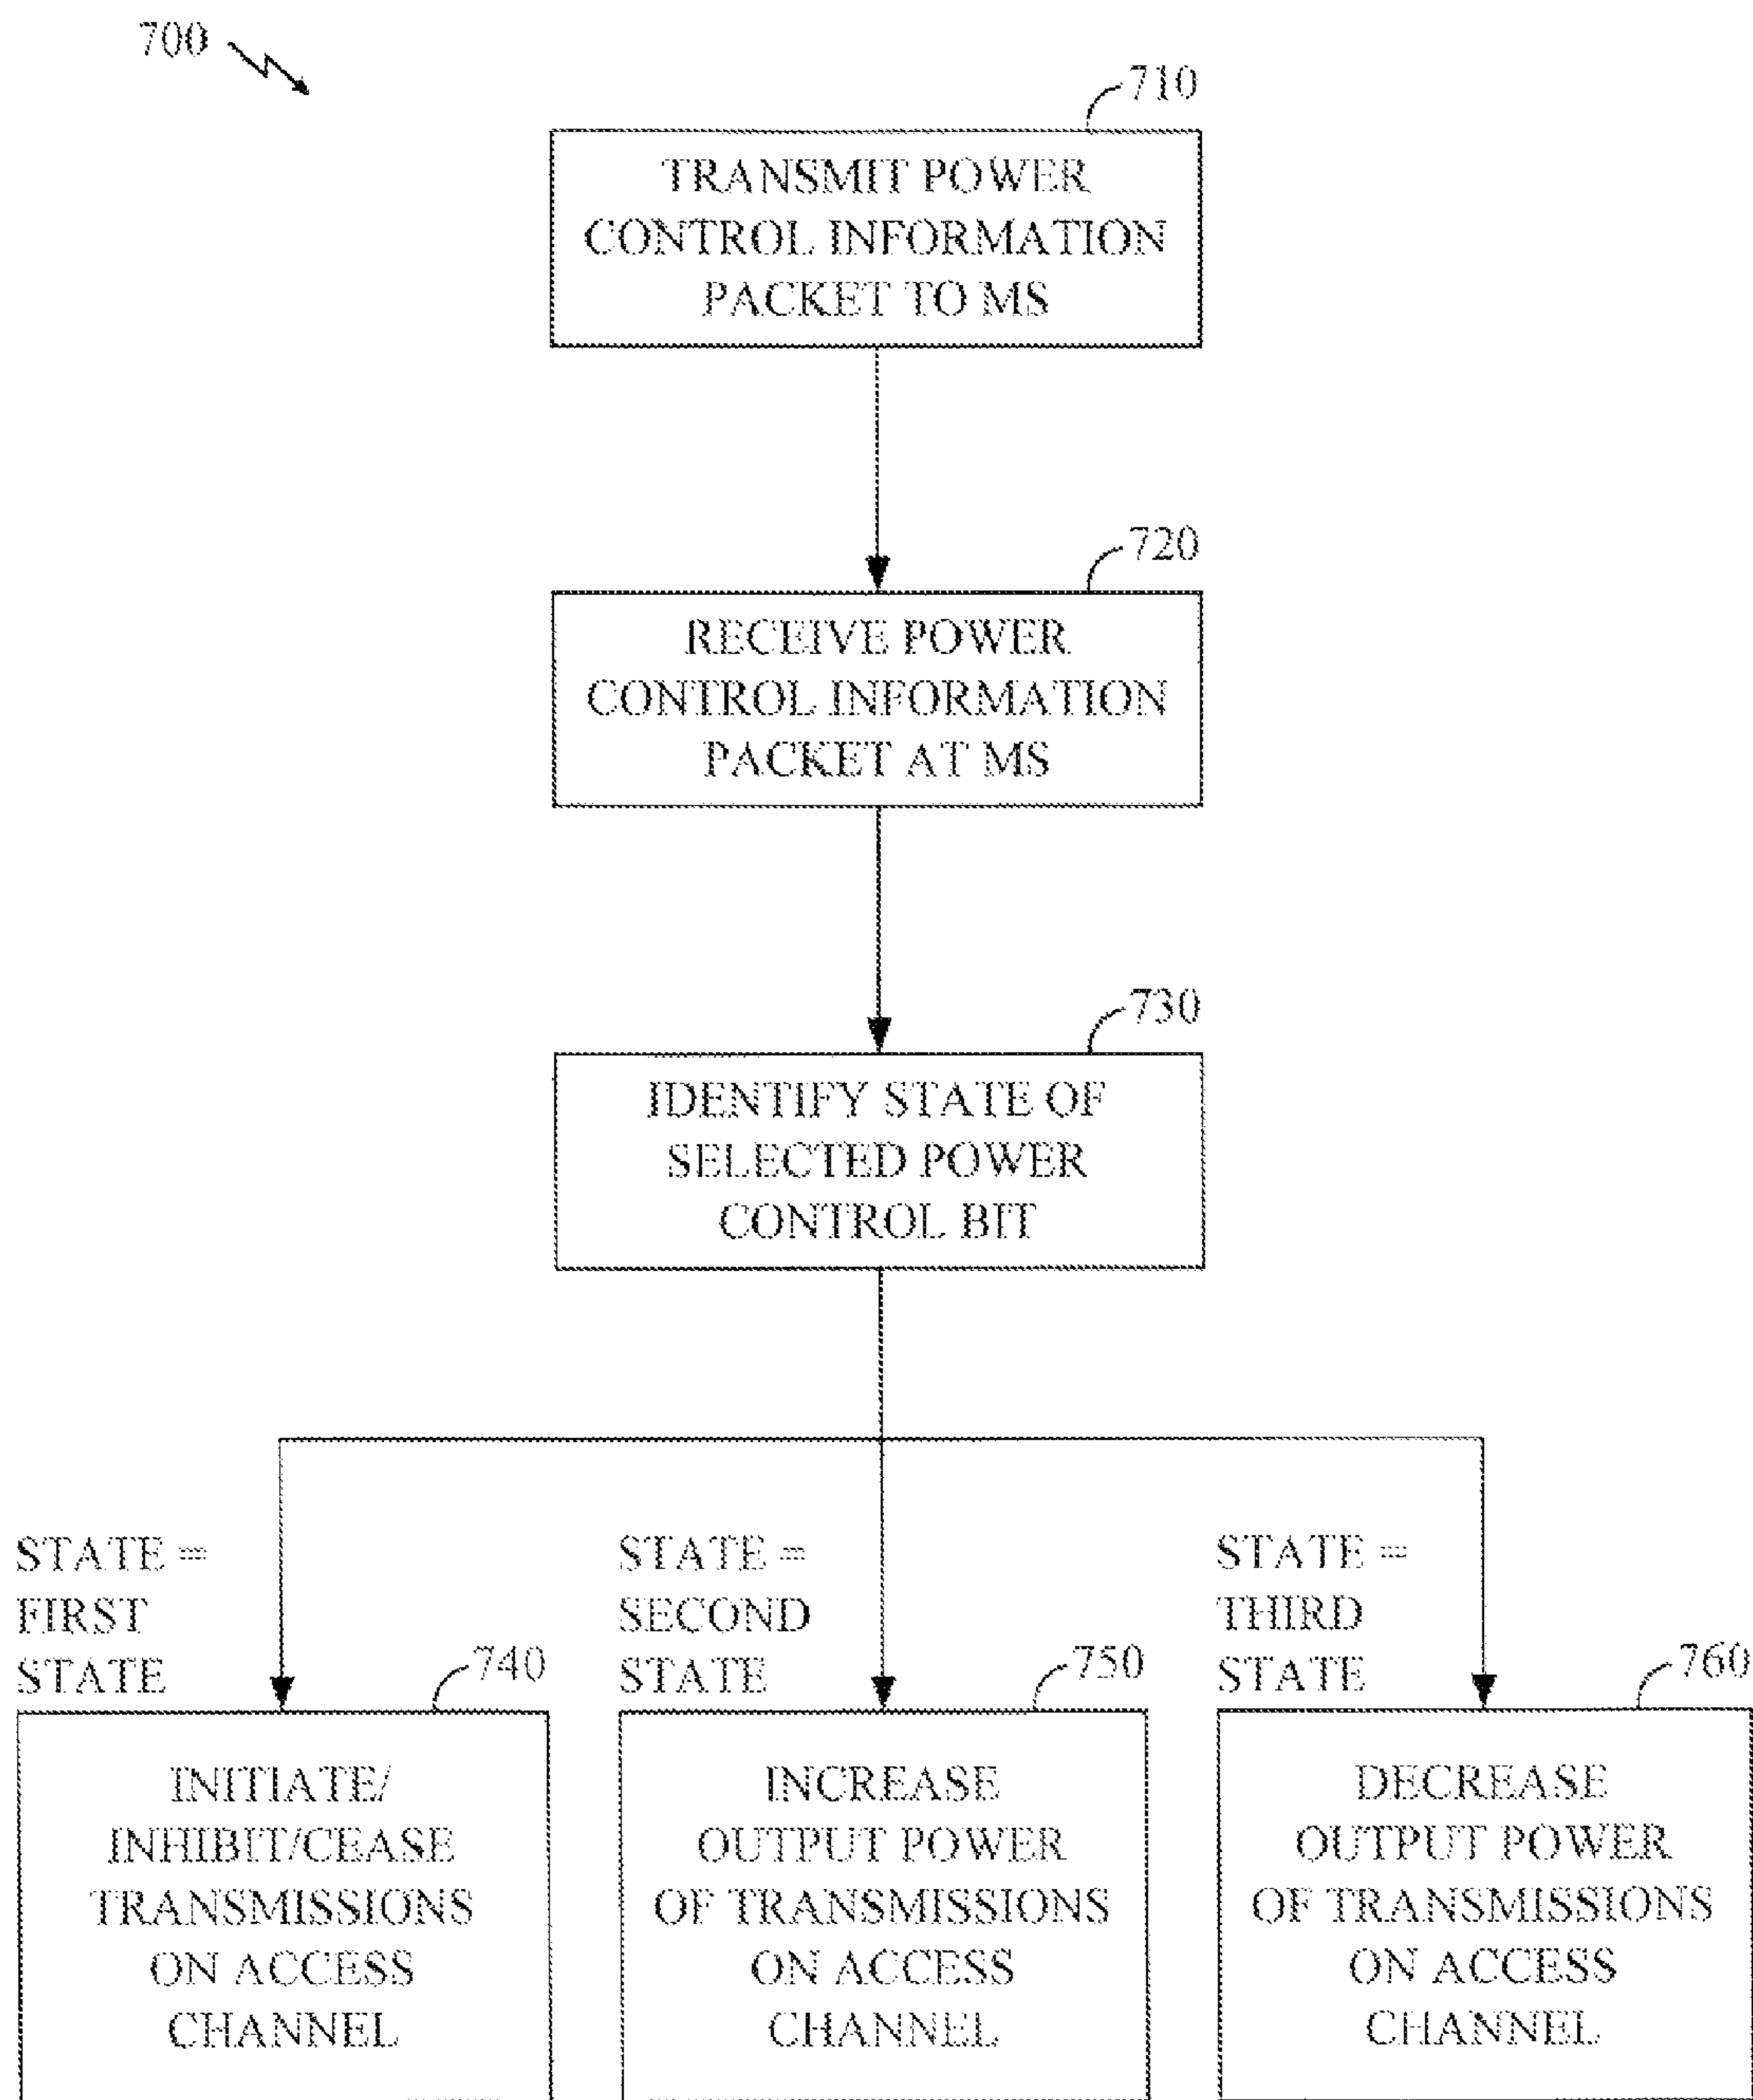 700
710
TRANSMIT POWER
CONTROL INFORMATION
PACKET TO MS
720
RECEIVE POWER
CONTROL INFORMATION
PACKET AT MS
730
IDENTIFY STATE OF
SELECTED POWER
CONTROL BIT
STATE =
FIRST
STATE
740
INITIATE/
INHIBIT/CEASE
TRANSMISSIONS
ON ACCESS
CHANNEL
STATE =
SECOND
STATE
750
INCREASE
OUTPUT POWER
OF TRANSMISSIONS
ON ACCESS
CHANNEL
STATE =
THIRD
STATE
760
DECREASE
OUTPUT POWER
OF TRANSMISSIONS
ON ACCESS
CHANNEL